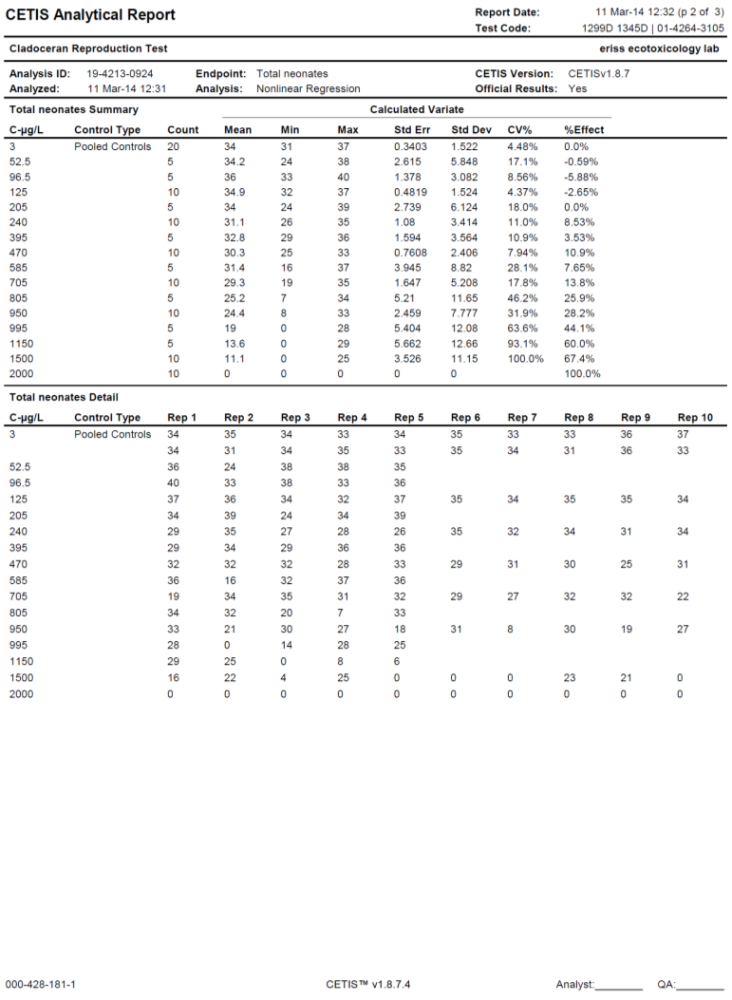 CETIS Analytical Report
Report Date: 11 Mar-14 12:32 (p 2 of 3)
Test Code: 1299D 1345D | 01-4264-3105
Cladoceran Reproduction Test eriss ecotoxicology lab
Analysis ID: 19-4213-0924 Endpoint: Total neonates CETIS Version: CETISv1.8.7
Analyzed: 11 Mar-14 12:31 Analysis: Nonlinear Regression Official Results: Yes
Total neonates Summary Calculated Variate
C-µg/L Control Type Count Mean Min Max Std Err Std Dev CV% %Effect
3 Pooled Controls 20 34 31 37 0.3403 1.522 4.48% 0.0%
52.5 5 34.2 24 38 2.615 5.848 17.1% -0.59%
96.5 5 36 33 40 1.378 3.082 8.56% -5.88%
125 10 34.9 32 37 0.4819 1.524 4.37% -2.65%
205 5 34 24 39 2.739 6.124 18.0% 0.0%
240 10 31.1 26 35 1.08 3.414 11.0% 8.53%
395 5 32.8 29 36 1.594 3.564 10.9% 3.53%
470 10 30.3 25 33 0.7608 2.406 7.94% 10.9%
585 5 31.4 16 37 3.945 8.82 28.1% 7.65%
705 10 29.3 19 35 1.647 5.208 17.8% 13.8%
805 5 25.2 7 34 5.21 11.65 46.2% 25.9%
950 10 24.4 8 33 2.459 7.777 31.9% 28.2%
995 5 19 0 28 5.404 12.08 63.6% 44.1%
1150 5 13.6 0 29 5.662 12.66 93.1% 60.0%
1500 10 11.1 0 25 3.526 11.15 100.0% 67.4%
2000 10 0 0 0 0 0 100.0%
Total neonates Detail
C-µg/L Control Type Rep 1 Rep 2 Rep 3 Rep 4 Rep 5 Rep 6 Rep 7 Rep 8 Rep 9 Rep 10
3 Pooled Controls 34 35 34 33 34 35 33 33 36 37
34 31 34 35 33 35 34 31 36 33
52.5 36 24 38 38 35
96.5 40 33 38 33 36
125 37 36 34 32 37 35 34 35 35 34
205 34 39 24 34 39
240 29 35 27 28 26 35 32 34 31 34
395 29 34 29 36 36
470 32 32 32 28 33 29 31 30 25 31
585 36 16 32 37 36
705 19 34 35 31 32 29 27 32 32 22
805 34 32 20 7 33
950 33 21 30 27 18 31 8 30 19 27
995 28 0 14 28 25
1150 29 25 0 8 6
1500 16 22 4 25 0 0 0 23 21 0
2000 0 0 0 0 0 0 0 0 0 0
000-428-181-1 CETIS™ v1.8.7.4 Analyst:________ QA:________